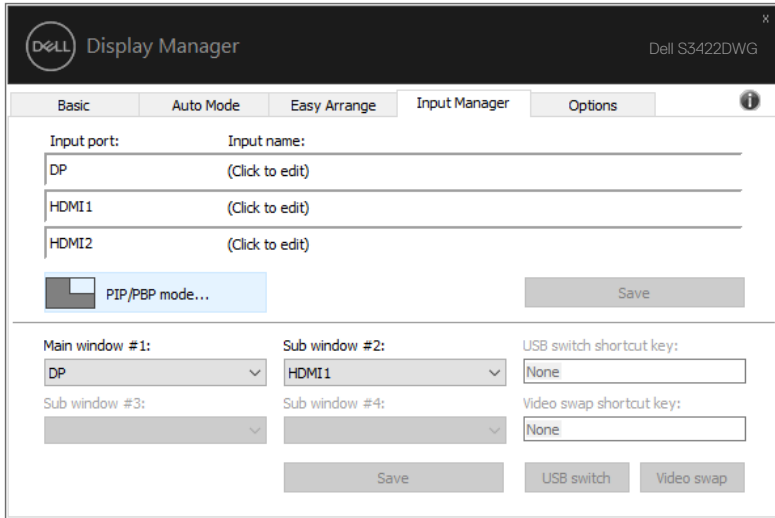 x
DELL Display Manager
Dell S3422DWG
Basic Auto Mode Easy Arrange Input Manager Options i
Input port: Input name:
DP (Click to edit)
HDMI1 (Click to edit)
HDMI2 (Click to edit)
PIP/PBP mode... Save
Main window #1: Sub window #2: USB switch shortcut key:
DP HDMI1 None
Sub window #3: Sub window #4: Video swap shortcut key:
None
Save USB switch Video swap